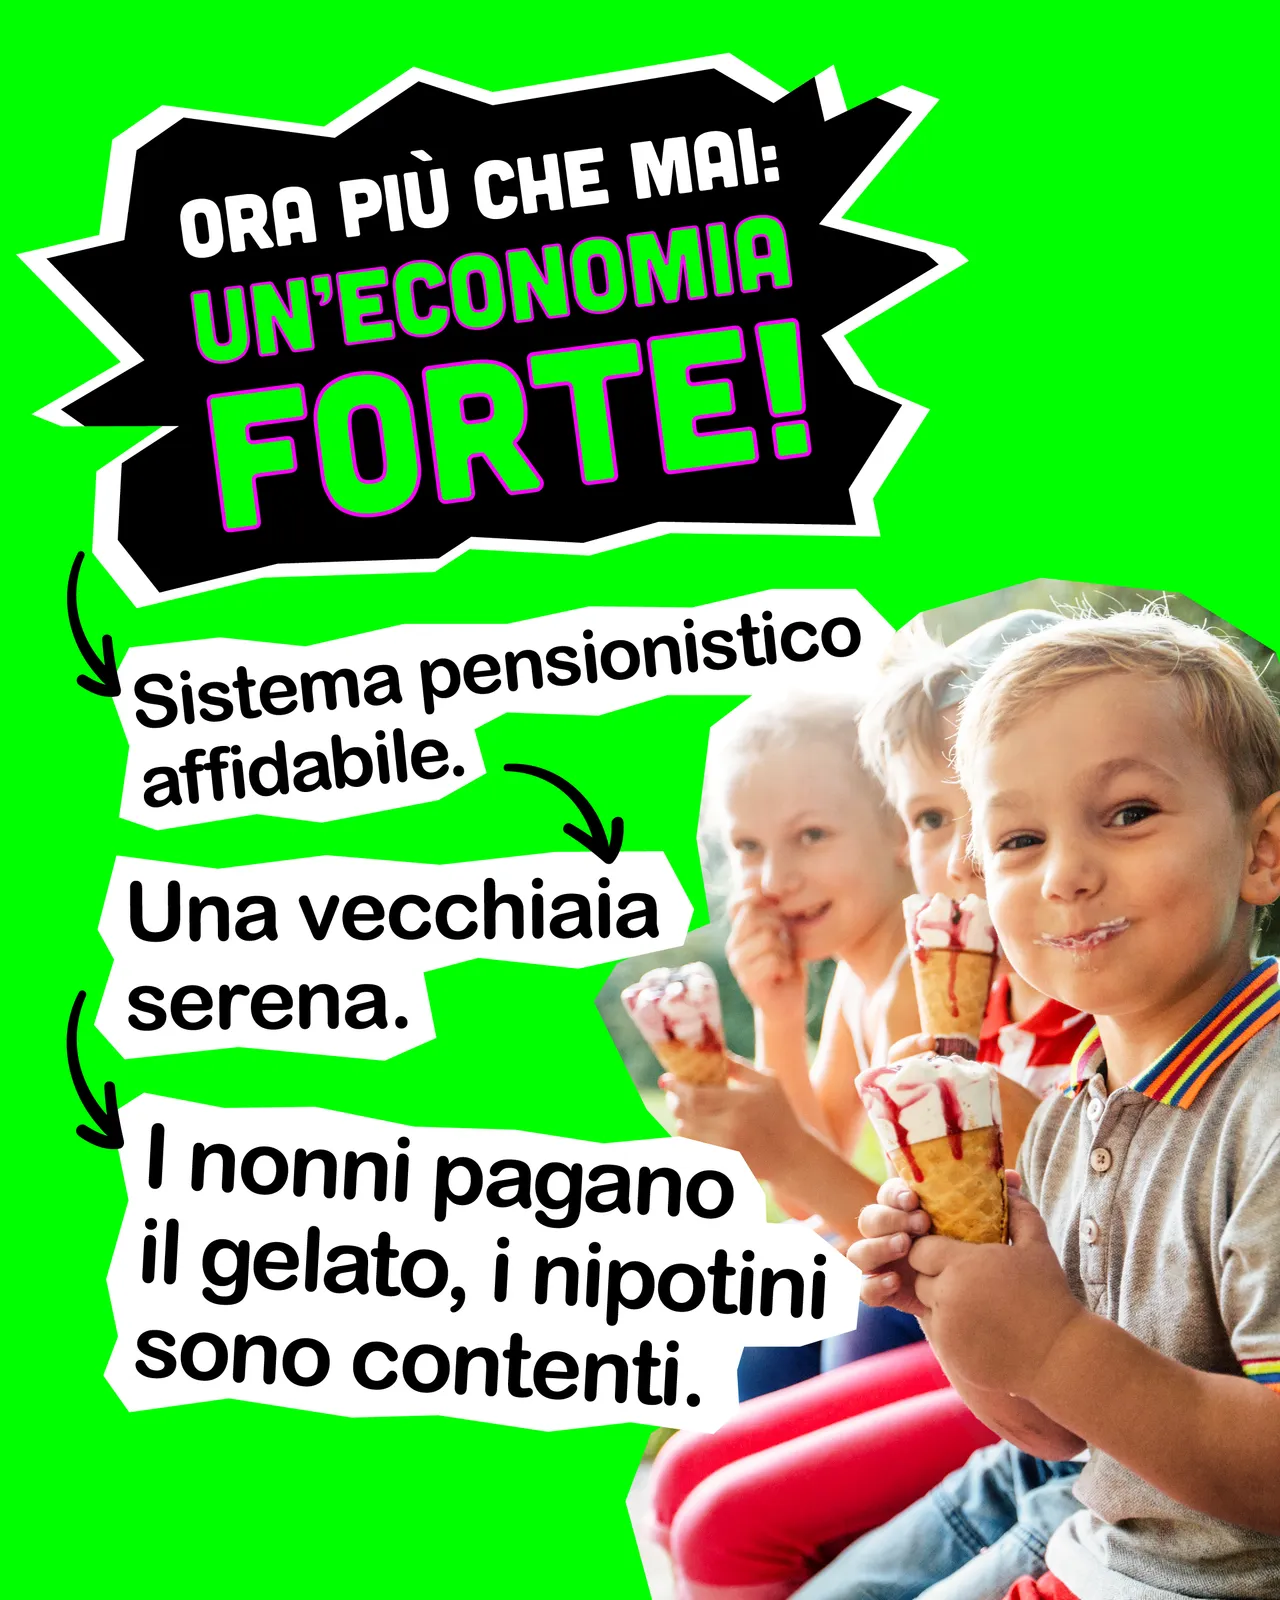 ORA PIÙ CHE MAI:
UN'ECONOMIA
FORTE!
Sistema pensionistico
affidabile.
Una vecchiaia
serena.
I nonni pagano
il gelato, i nipotini
sono contenti.